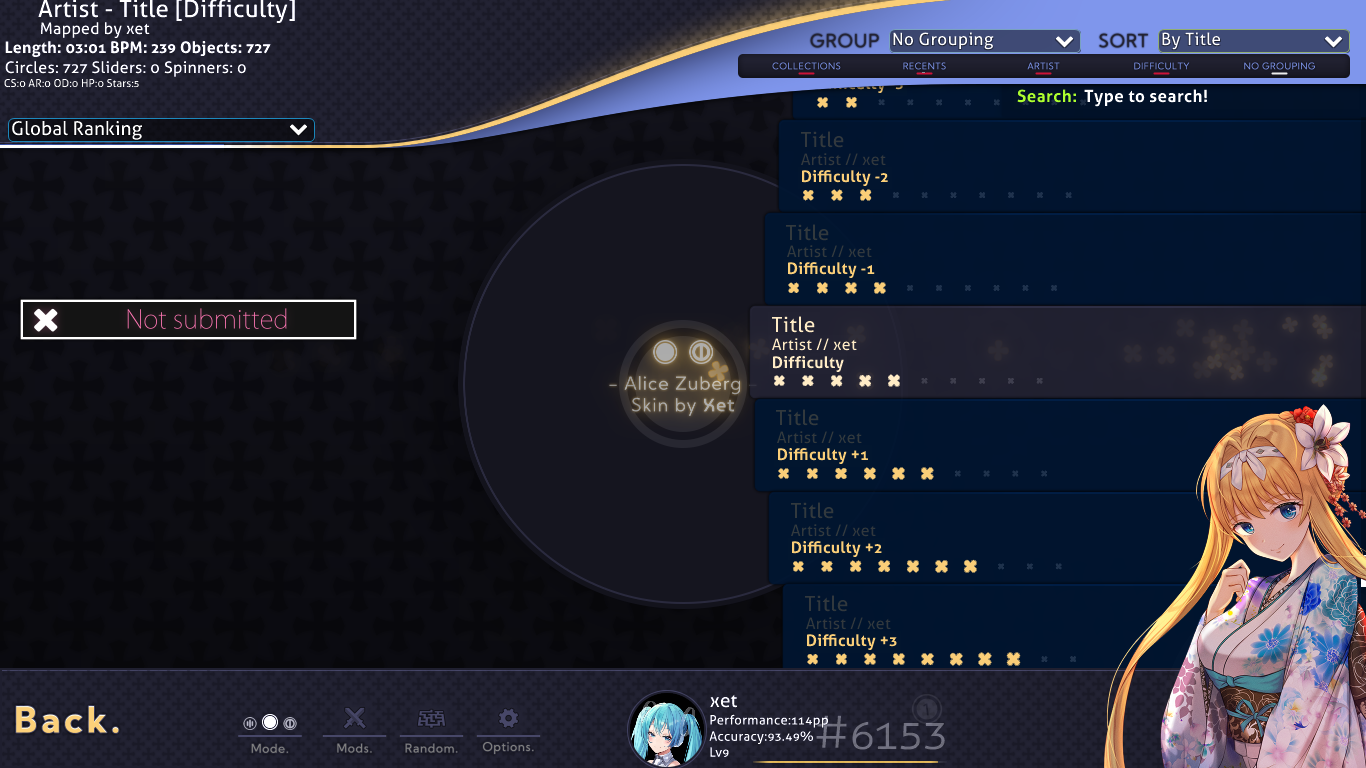 Artist - Title [Difficulty]
Mapped by xet
Length: 03:01 BPM: 239 Objects: 727
Circles: 727 Sliders: 0 Spinners: 0
CS:0 AR:0 OD:0 HP:0 Stars:5
GROUP No Grouping SORT By Title
COLLECTIONS RECENTS ARTIST DIFFICULTY NO GROUPING
Search: Type to search!
Global Ranking
Title
Artist // xet
Difficulty -2
Title
Artist // xet
Difficulty -1
Not submitted
Title
Artist // xet
Difficulty
- Alice Zuberg -
Skin by Xet
Title
Artist // xet
Difficulty +1
Title
Artist // xet
Difficulty +2
Title
Artist // xet
Difficulty +3
Back.
Mode. Mods. Random. Options.
xet
Performance:114pp
Accuracy:93.49%
Lv9
#6153